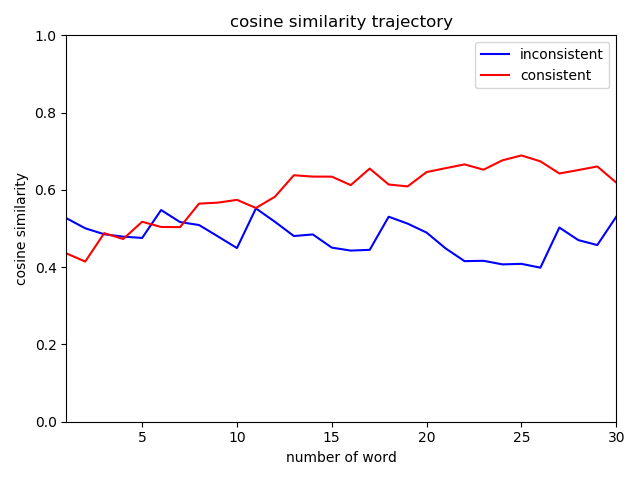 cosine similarity trajectory
inconsistent
consistent
1.0
0.8
0.6
0.4
0.2
0.0
cosine similarity
5
10
15
20
25
30
number of word